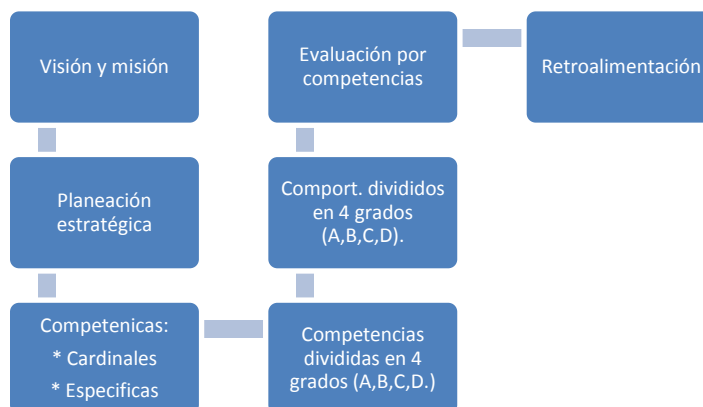 Visión y misión
Planeación
estratégica
Competenicas:
* Cardinales
* Especificas
Competencias
divididas en 4
grados (A,B,C,D.)
Comport. divididos
en 4 grados
(A,B,C,D).
Evaluación por
competencias
Retroalimentación